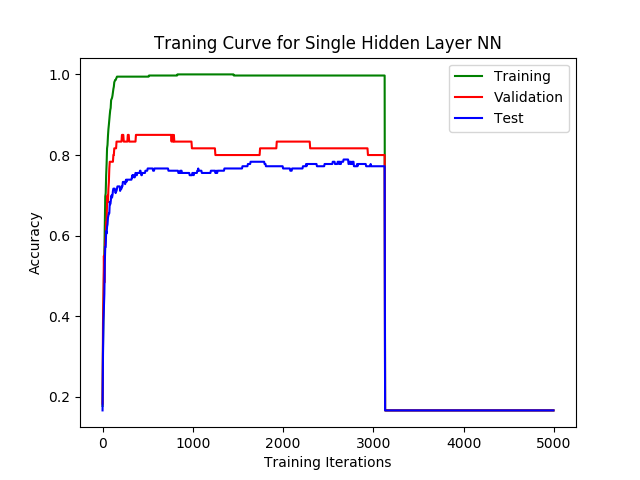 Traning Curve for Single Hidden Layer NN
Training
Validation
Test
Accuracy
1.0
0.8
0.6
0.4
0.2
0
1000
2000
3000
4000
5000
Training Iterations